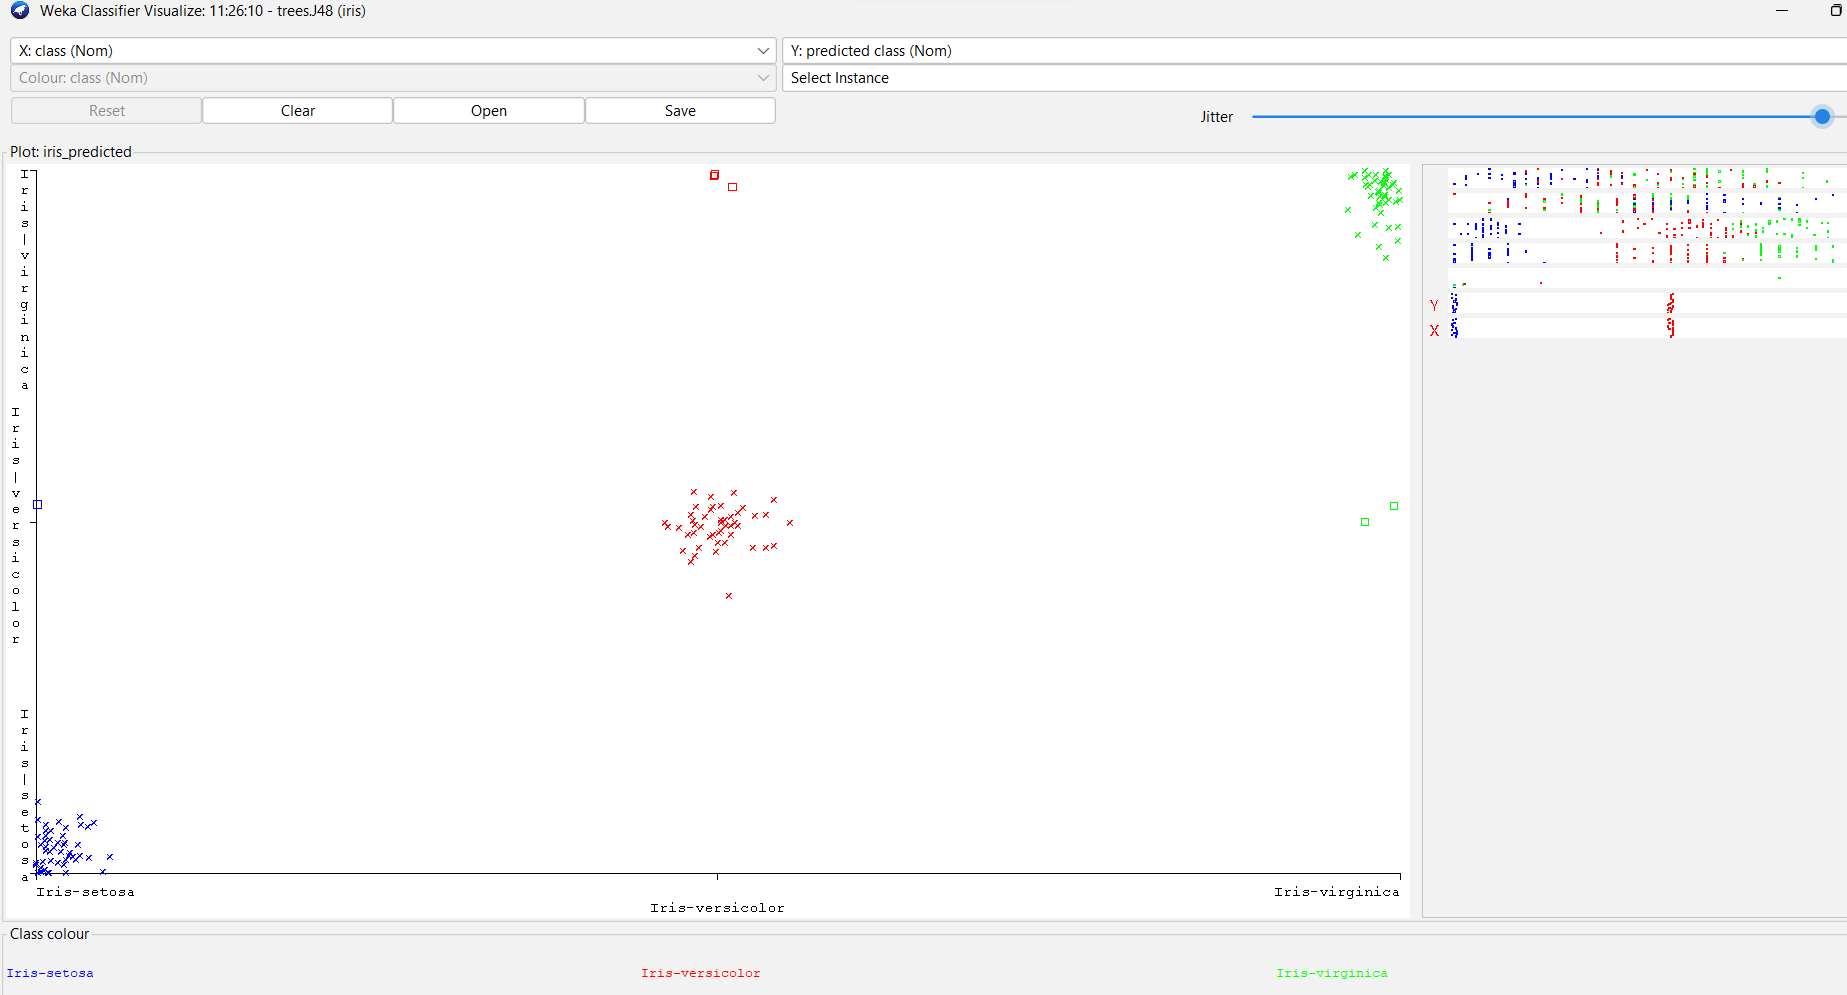 Weka Classifier Visualize: 11:26:10 - trees.J48 (iris)
X: class (Nom)
Y: predicted class (Nom)
Colour: class (Nom)
Select Instance
Reset
Clear
Open
Save
Jitter
Plot: iris_predicted
Iris|virginica
Iris|versicolor
Iris|setosa
Y
X
Iris-setosa
Iris-versicolor
Iris-virginica
Class colour
Iris-setosa
Iris-versicolor
Iris-virginica